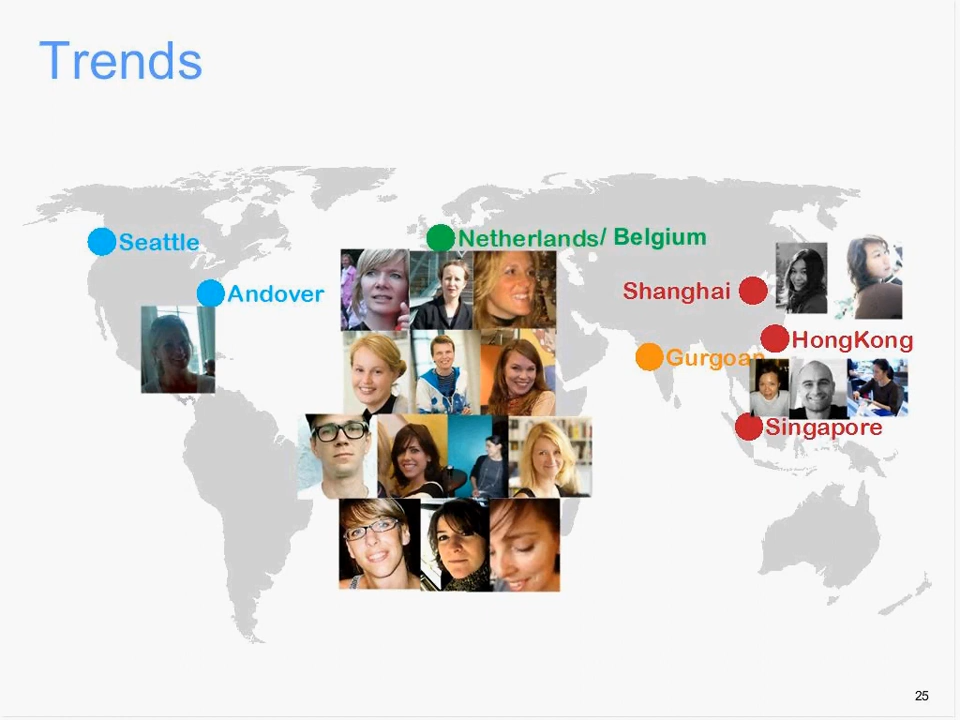 Trends
Seattle
Netherlands/ Belgium
Andover
Shanghai
HongKong
Gurgoan
Singapore
25